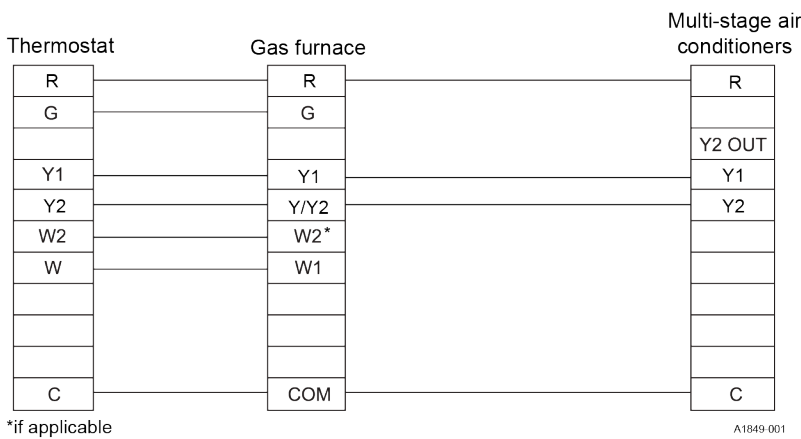 Multi-stage air
conditioners
Thermostat
Gas furnace
R R R
G G
Y2 OUT
Y1 Y1 Y1
Y2 Y/Y2 Y2
W2 W2*
W W1
C COM C
*if applicable
A1849-001